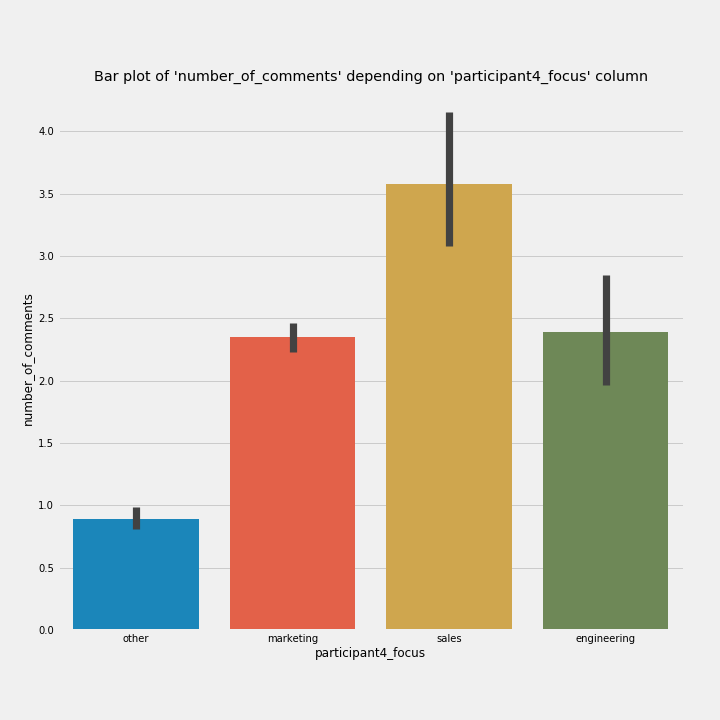 Bar plot of 'number_of_comments' depending on 'participant4_focus' column
number_of_comments
4.0
3.5
3.0
2.5
2.0
1.5
1.0
0.5
0.0
other marketing sales engineering
participant4_focus